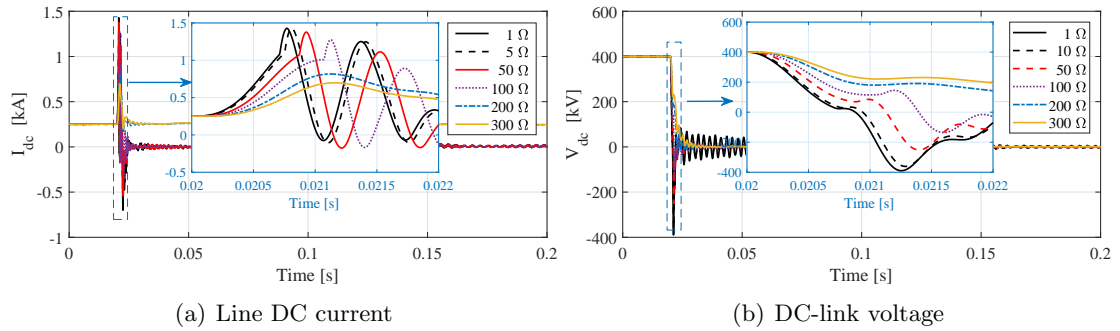 1.5
1
0.5
0
-0.5
-1
I_dc [kA]
0
0.05
0.1
0.15
0.2
Time [s]
1.5
1.0
0.5
0
-0.5
0.02
0.0205
0.021
0.0215
0.022
Time [s]
1 Ω
5 Ω
50 Ω
100 Ω
200 Ω
300 Ω
(a) Line DC current
600
400
200
0
-200
-400
V_dc [kV]
0
0.05
0.1
0.15
0.2
Time [s]
600
400
200
0
-200
-400
0.02
0.0205
0.021
0.0215
0.022
Time [s]
1 Ω
10 Ω
50 Ω
100 Ω
200 Ω
300 Ω
(b) DC-link voltage